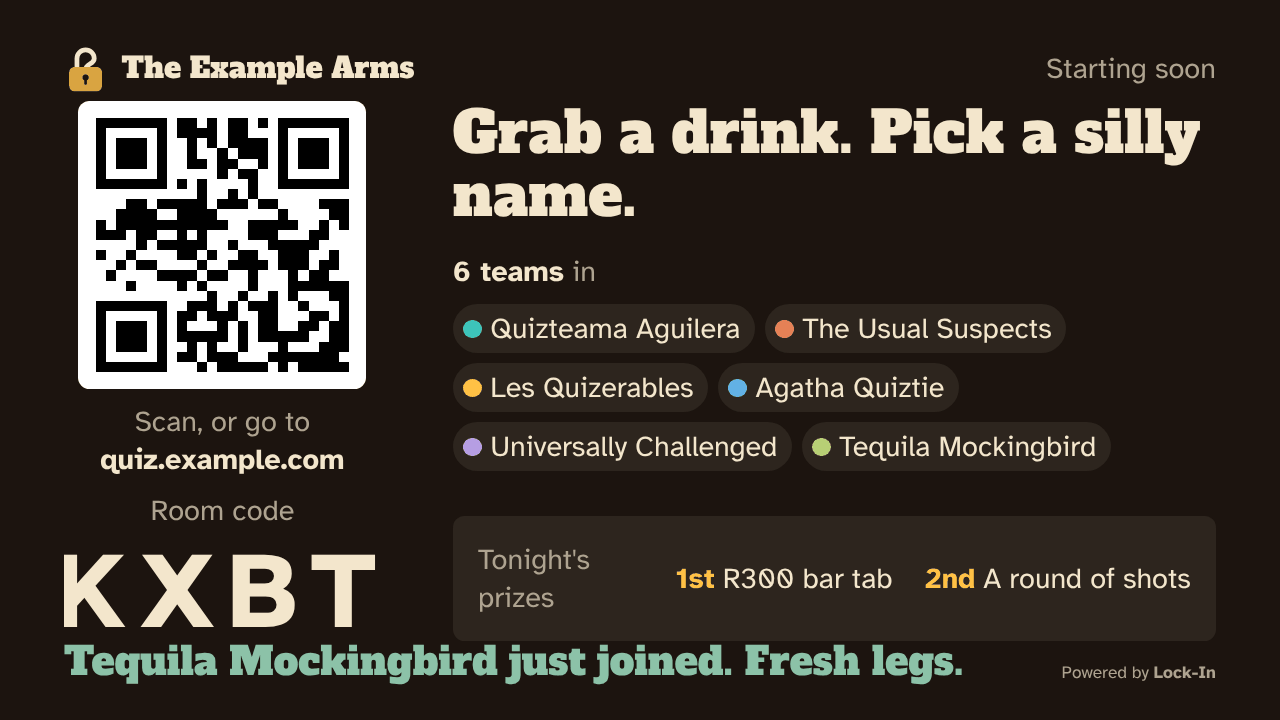 The Example Arms
Starting soon
Scan, or go to
quiz.example.com
Room code
KXBT
Grab a drink. Pick a silly
name.
6 teams in
Quizteama Aguilera
The Usual Suspects
Les Quizerables
Agatha Quiztie
Universally Challenged
Tequila Mockingbird
Tonight's
prizes
1st R300 bar tab
2nd A round of shots
Tequila Mockingbird just joined. Fresh legs.
Powered by Lock-In